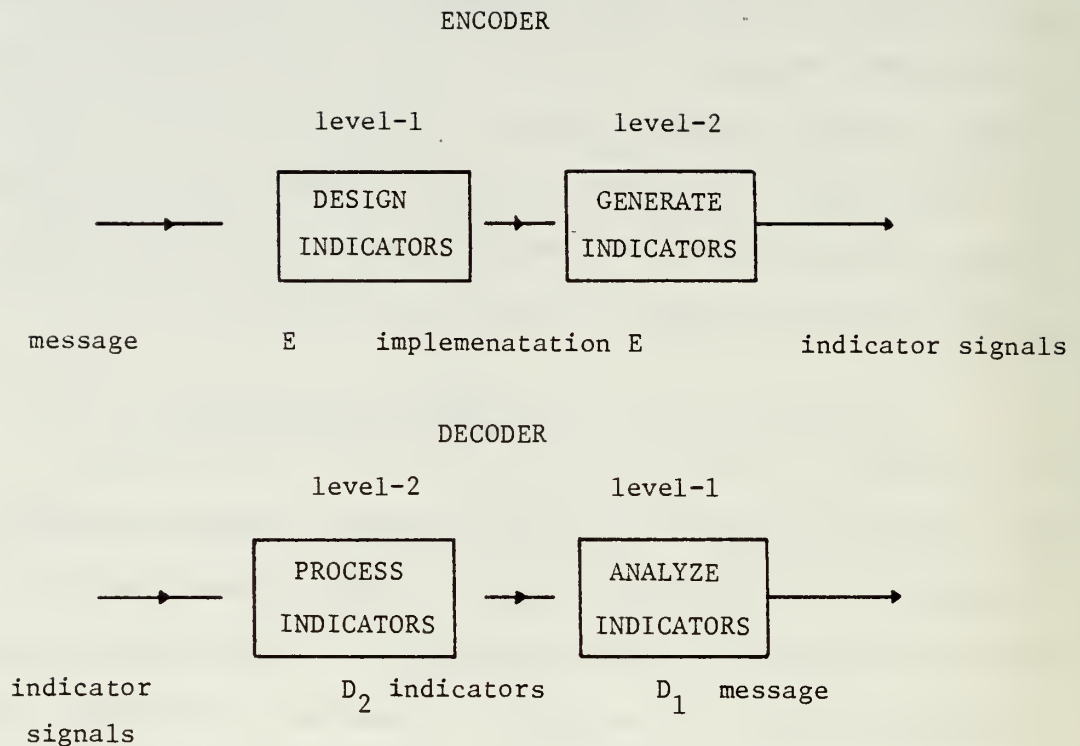 ENCODER
level-1 level-2
DESIGN GENERATE
INDICATORS INDICATORS
message E implemenatation E indicator signals
DECODER
level-2 level-1
PROCESS ANALYZE
INDICATORS INDICATORS
indicator D₂ indicators D₁ message
signals